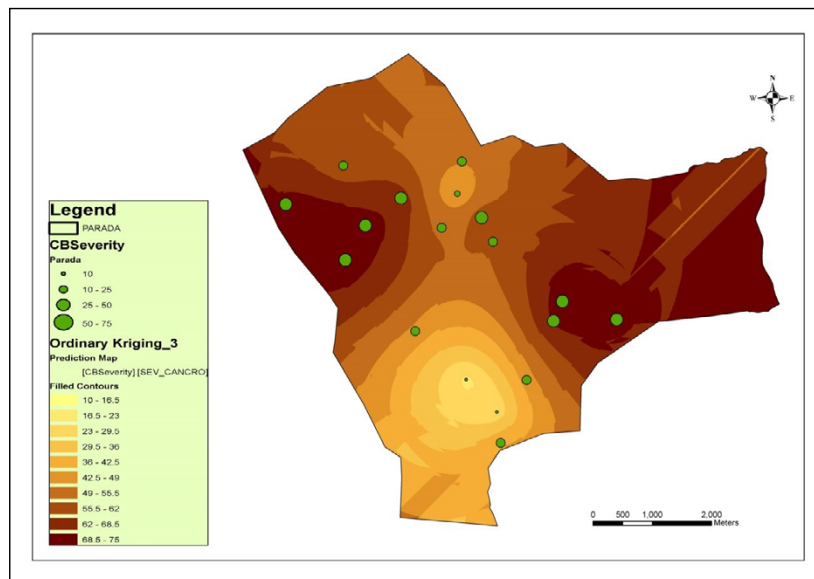 N
W E
S
Legend
PARADA
CBSeverity
Parada
10
10 - 25
25 - 50
50 - 75
Ordinary Kriging_3
Prediction Map
[CBSeverity].[SEV_CANCRO]
Filled Contours
10 - 16.5
16.5 - 23
23 - 29.5
29.5 - 36
36 - 42.5
42.5 - 49
49 - 55.5
55.5 - 62
62 - 68.5
68.5 - 75
0 500 1,000 2,000
Meters